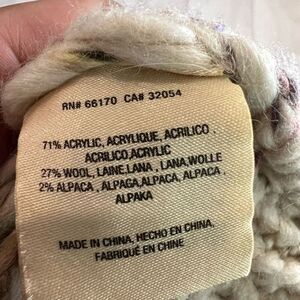 RN# 66170 CA# 32054
71% ACRYLIC, ACRYLIQUE, ACRILICO ,
ACRILICO,ACRYLIC
27% WOOL, LAINE,LANA , LANA,WOLLE
2% ALPACA , ALPAGA,ALPACA, ALPACA ,
ALPAKA
MADE IN CHINA, HECHO EN CHINA,
FABRIQUÉ EN CHINE